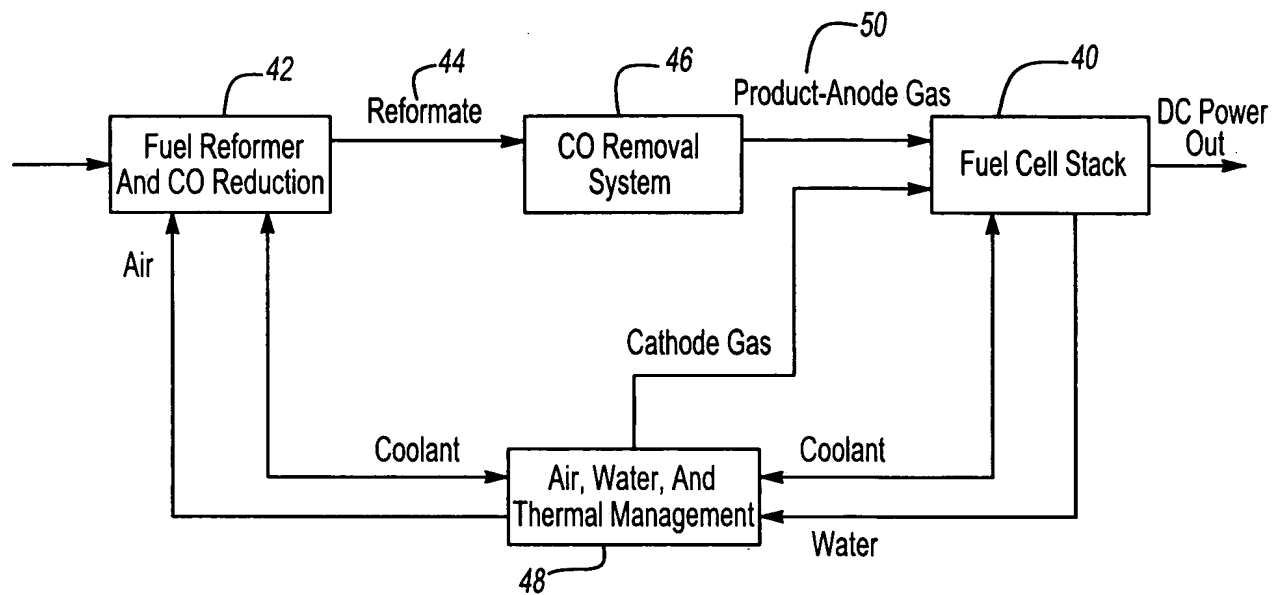 42
44
46
50
40
Reformate
Product-Anode Gas
DC Power
Out
Fuel Reformer
And CO Reduction
CO Removal
System
Fuel Cell Stack
Air
Cathode Gas
Coolant
Coolant
Air, Water, And
Thermal Management
Water
48